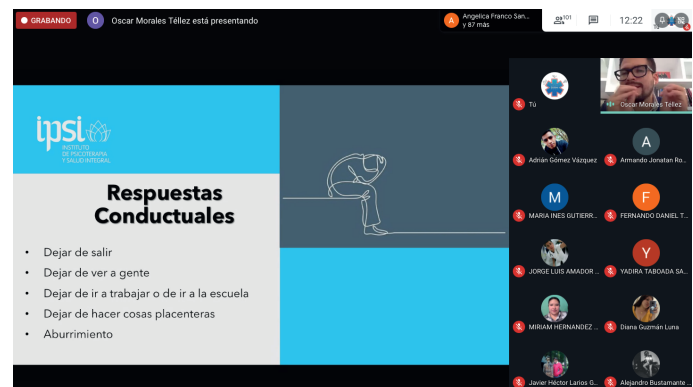 GRABANDO
O
Oscar Morales Téllez está presentando
A
Angelica Franco San...
y 87 más
101
12:22
4
ipsi
INSTITUTO
DE PSICOTERAPIA
Y SALUD INTEGRAL
Respuestas
Conductuales
• Dejar de salir
• Dejar de ver a gente
• Dejar de ir a trabajar o de ir a la escuela
• Dejar de hacer cosas placenteras
• Aburrimiento
Tú
Oscar Morales Téllez
Adrián Gómez Vázquez
A
Armando Jonatan Ro...
M
MARIA INES GUTIERR...
F
FERNANDO DANIEL T...
JORGE LUIS AMADOR ...
Y
YADIRA TABOADA SA...
MIRIAM HERNANDEZ ...
Diana Guzmán Luna
Javier Héctor Larios G...
Alejandro Bustamante ...